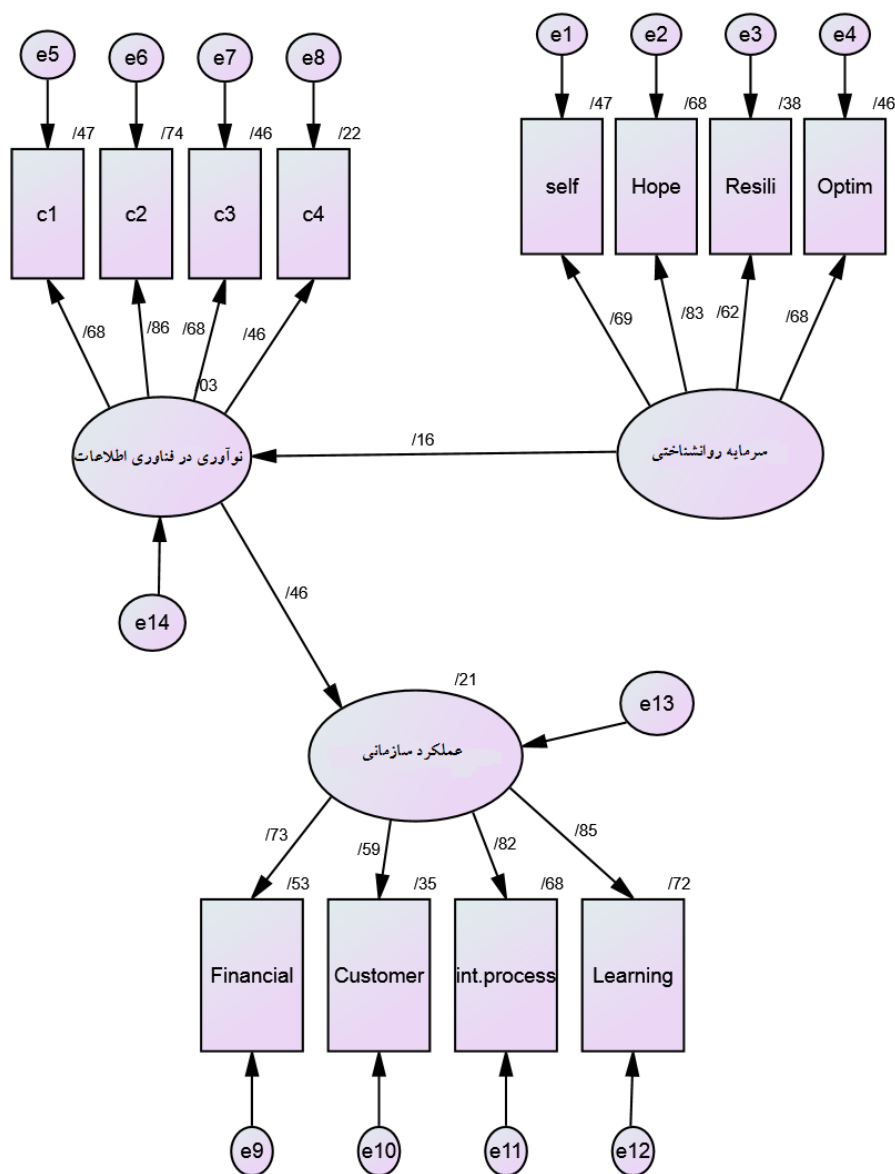 e5 e6 e7 e8 e1 e2 e3 e4
/47 /74 /46 /22 /47 /68 /38 /46
c1 c2 c3 c4 self Hope Resili Optim
/68 /86 /68 /46 /69 /83 /62 /68
03
نوآوری در فناوری اطلاعات /16 سرمایه روانشناختی
e14 /46
/21 e13
عملکرد سازمانی
/73 /59 /82 /85
/53 /35 /68 /72
Financial Customer int.process Learning
e9 e10 e11 e12